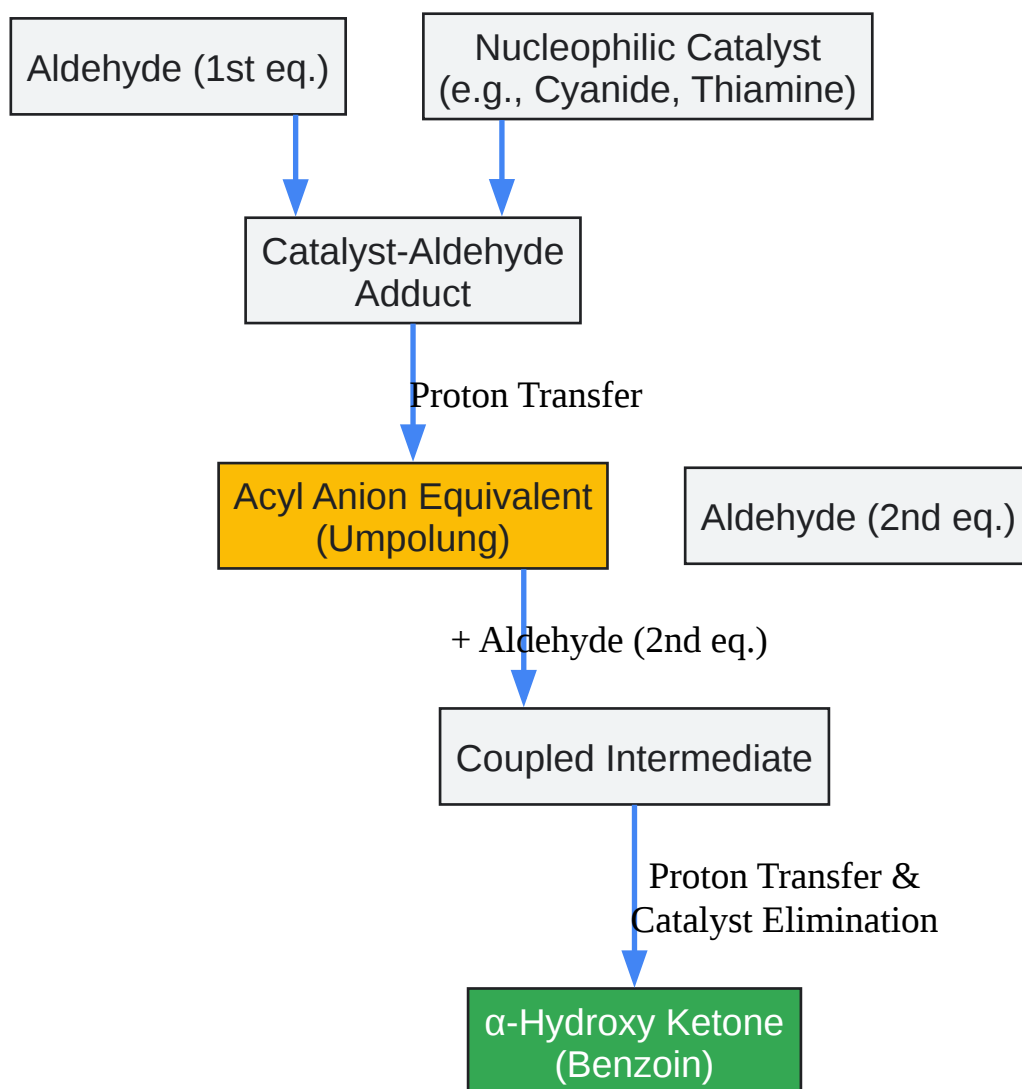 Aldehyde (1st eq.)
Nucleophilic Catalyst
(e.g., Cyanide, Thiamine)
Catalyst-Aldehyde
Adduct
Proton Transfer
Acyl Anion Equivalent
(Umpolung)
Aldehyde (2nd eq.)
+ Aldehyde (2nd eq.)
Coupled Intermediate
Proton Transfer &
Catalyst Elimination
α-Hydroxy Ketone
(Benzoin)